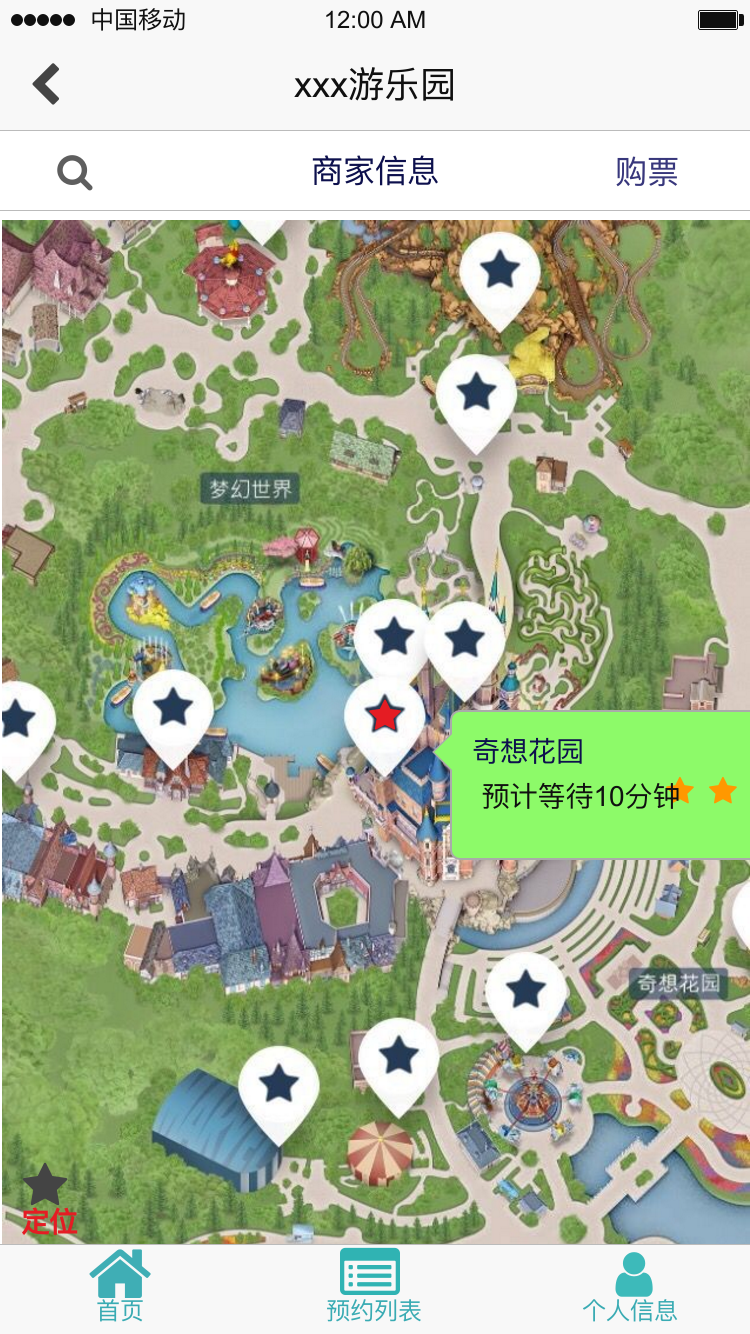 中国移动 12:00 AM
xxx游乐园
商家信息 购票
梦幻世界
奇想花园
预计等待10分钟
奇想花园
定位
首页 预约列表 个人信息